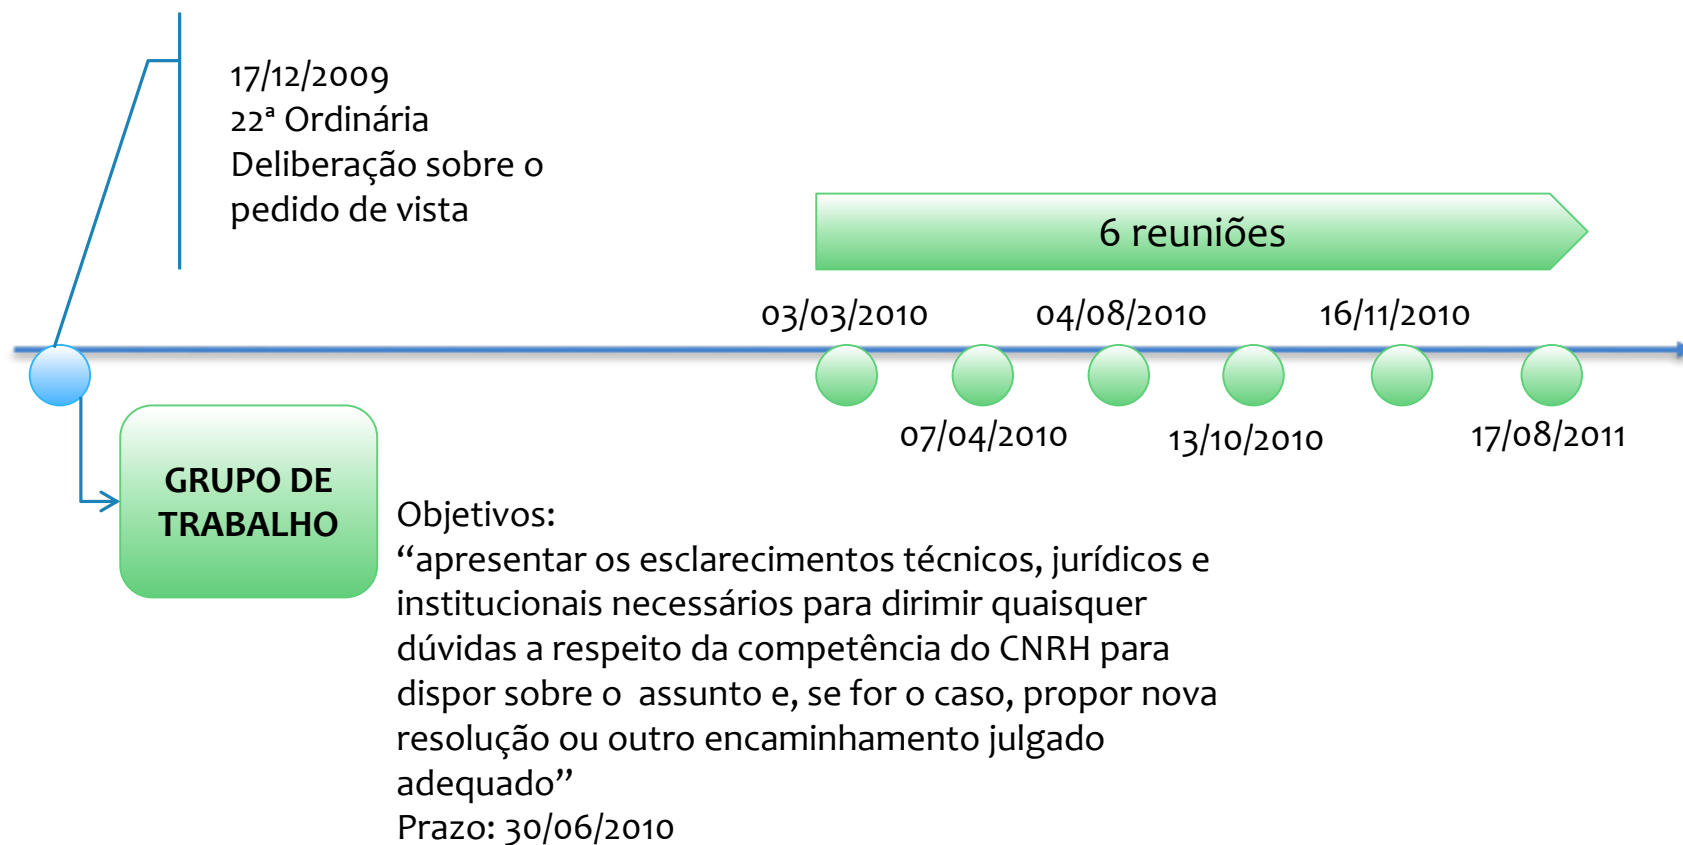 17/12/2009
22ª Ordinária
Deliberação sobre o
pedido de vista
6 reuniões
03/03/2010
04/08/2010
16/11/2010
07/04/2010
13/10/2010
17/08/2011
GRUPO DE
TRABALHO
Objetivos:
“apresentar os esclarecimentos técnicos, jurídicos e
institucionais necessários para dirimir quaisquer
dúvidas a respeito da competência do CNRH para
dispor sobre o  assunto e, se for o caso, propor nova
resolução ou outro encaminhamento julgado
adequado”
Prazo: 30/06/2010